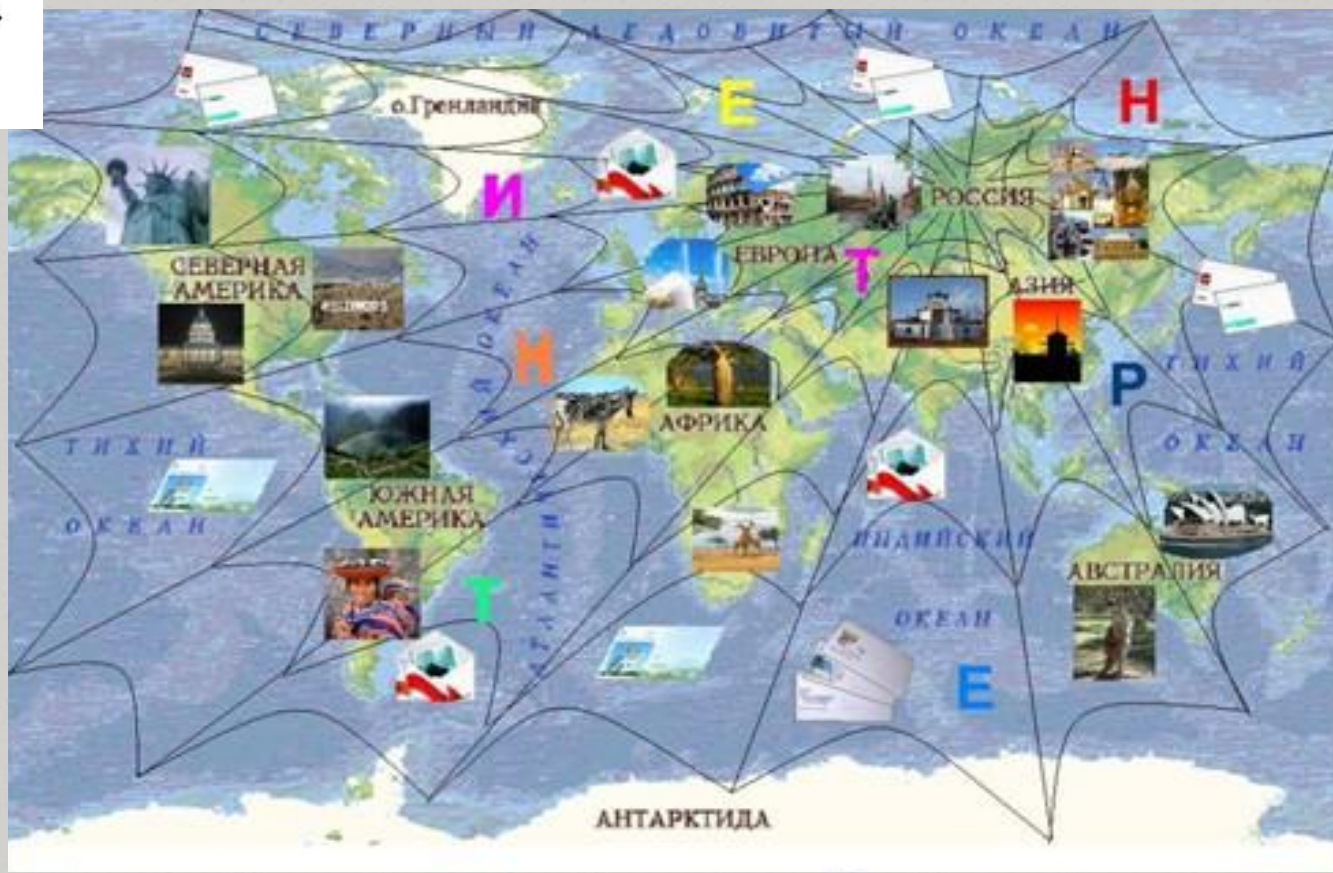 СЕВЕРНЫЙ ЛЕДОВИТЫЙ ОКЕАН
о.Гренландия
Е
Н
И
РОССИЯ
ЕВРОПА
Т
СЕВЕРНАЯ
АМЕРИКА
АЗИЯ
Н
Р
ТИХИЙ
ОКЕАН
АФРИКА
ТИХИЙ
ОКЕАН
ЮЖНАЯ
АМЕРИКА
АТЛАНТИЧЕСКИЙ ОКЕАН
ИНДИЙСКИЙ
ОКЕАН
АВСТРАЛИЯ
Т
Е
АНТАРКТИДА